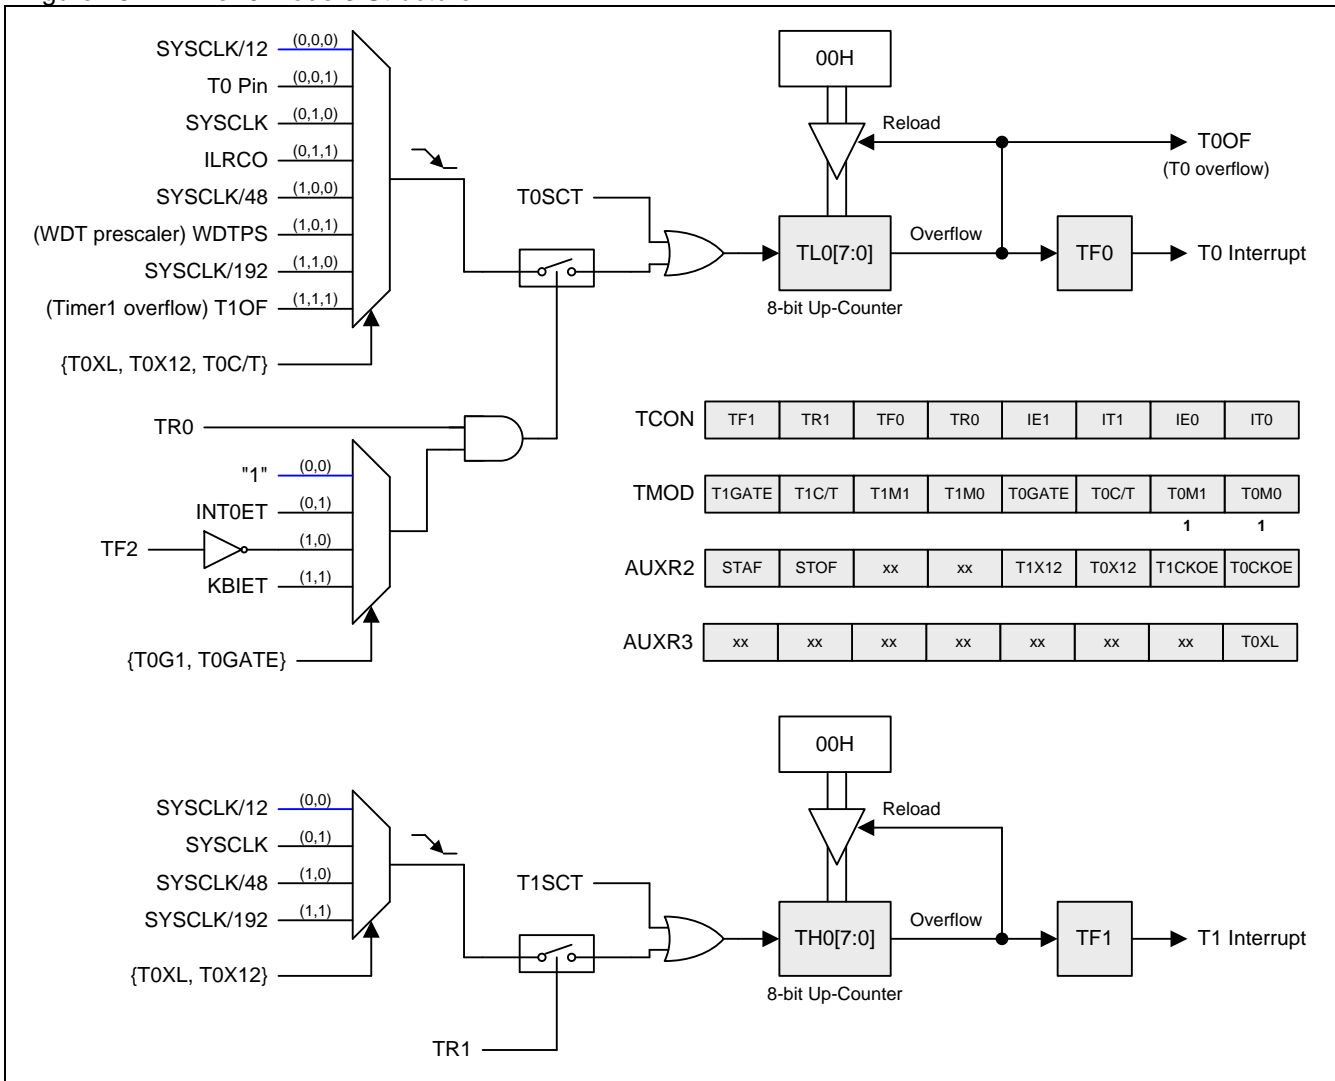 SYSCLK/12 (0,0,0)
T0 Pin (0,0,1)
SYSCLK (0,1,0)
ILRCO (0,1,1)
SYSCLK/48 (1,0,0)
(WDT prescaler) WDTPS (1,0,1)
SYSCLK/192 (1,1,0)
(Timer1 overflow) T1OF (1,1,1)
{T0XL, T0X12, T0C/T}
T0SCT
00H
Reload
TL0[7:0]
8-bit Up-Counter
Overflow
T0OF
(T0 overflow)
TF0
T0 Interrupt
TR0
"1" (0,0)
INT0ET (0,1)
TF2 (1,0)
KBIET (1,1)
{T0G1, T0GATE}
TCON TF1 TR1 TF0 TR0 IE1 IT1 IE0 IT0
TMOD T1GATE T1C/T T1M1 T1M0 T0GATE T0C/T T0M1 T0M0
1 1
AUXR2 STAF STOF xx xx T1X12 T0X12 T1CKOE T0CKOE
AUXR3 xx xx xx xx xx xx xx T0XL
SYSCLK/12 (0,0)
SYSCLK (0,1)
SYSCLK/48 (1,0)
SYSCLK/192 (1,1)
{T0XL, T0X12}
TR1
T1SCT
00H
Reload
TH0[7:0]
8-bit Up-Counter
Overflow
TF1
T1 Interrupt